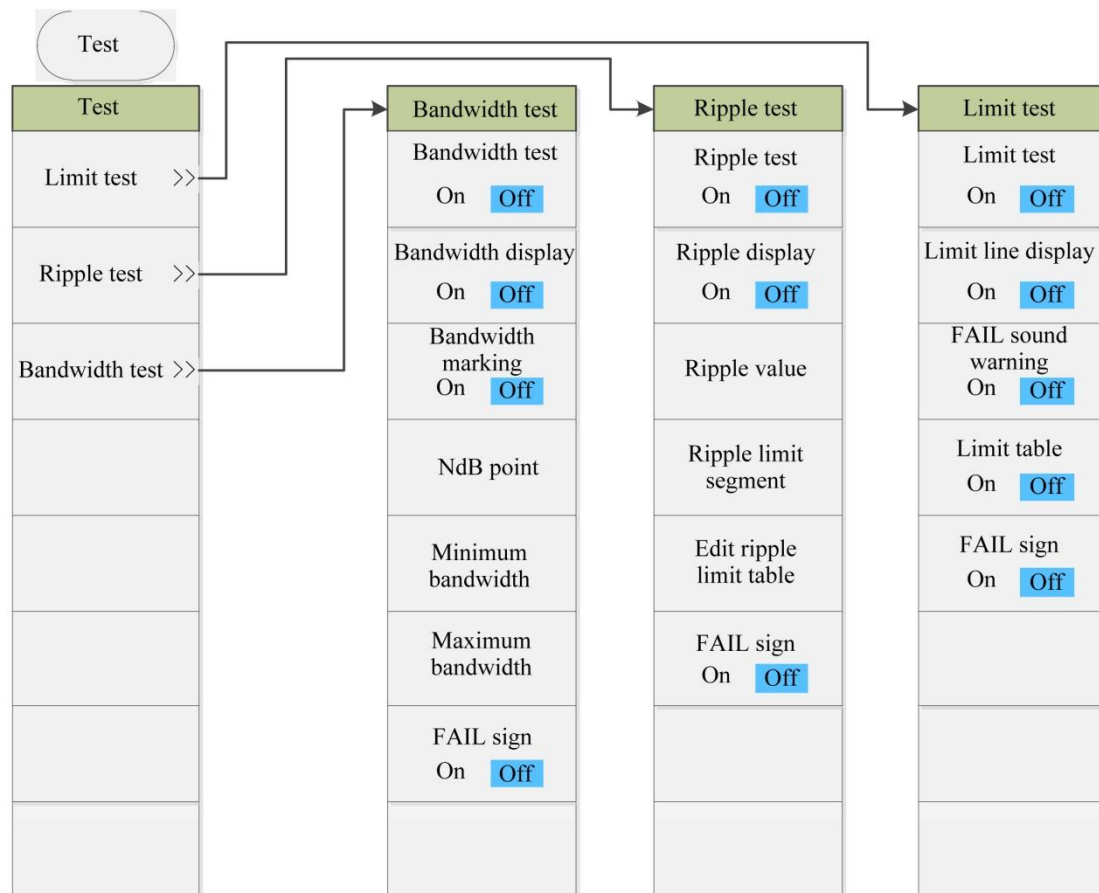 Test
Test
Limit test >>
Ripple test >>
Bandwidth test >>
Bandwidth test
Bandwidth test
On Off
Bandwidth display
On Off
Bandwidth
marking
On Off
NdB point
Minimum
bandwidth
Maximum
bandwidth
FAIL sign
On Off
Ripple test
Ripple test
On Off
Ripple display
On Off
Ripple value
Ripple limit
segment
Edit ripple
limit table
FAIL sign
On Off
Limit test
Limit test
On Off
Limit line display
On Off
FAIL sound
warning
On Off
Limit table
On Off
FAIL sign
On Off